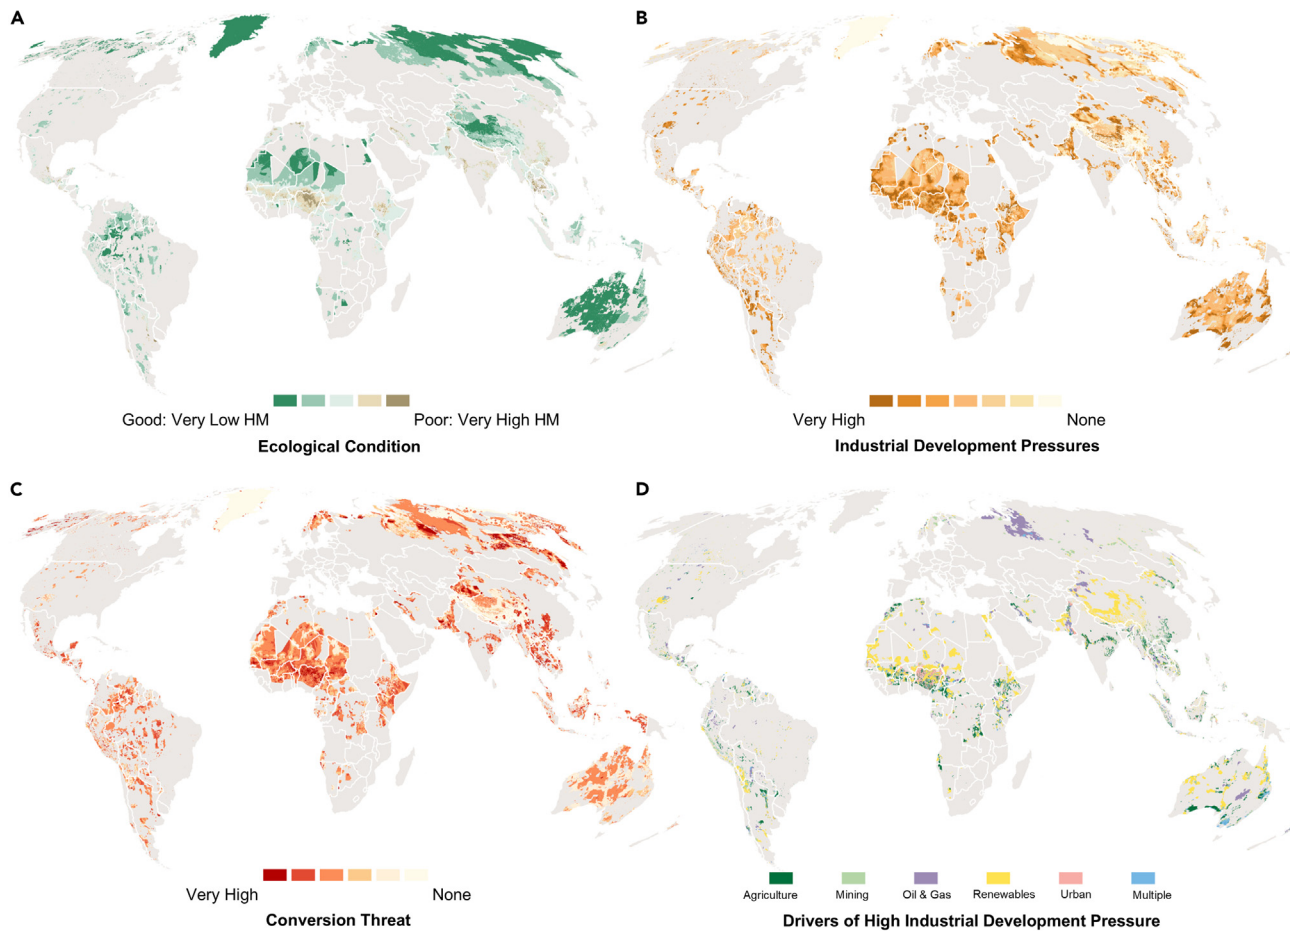 A
B
Good: Very Low HM
Poor: Very High HM
Ecological Condition
Very High
None
Industrial Development Pressures
C
D
Very High
None
Conversion Threat
Agriculture
Mining
Oil & Gas
Renewables
Urban
Multiple
Drivers of High Industrial Development Pressure